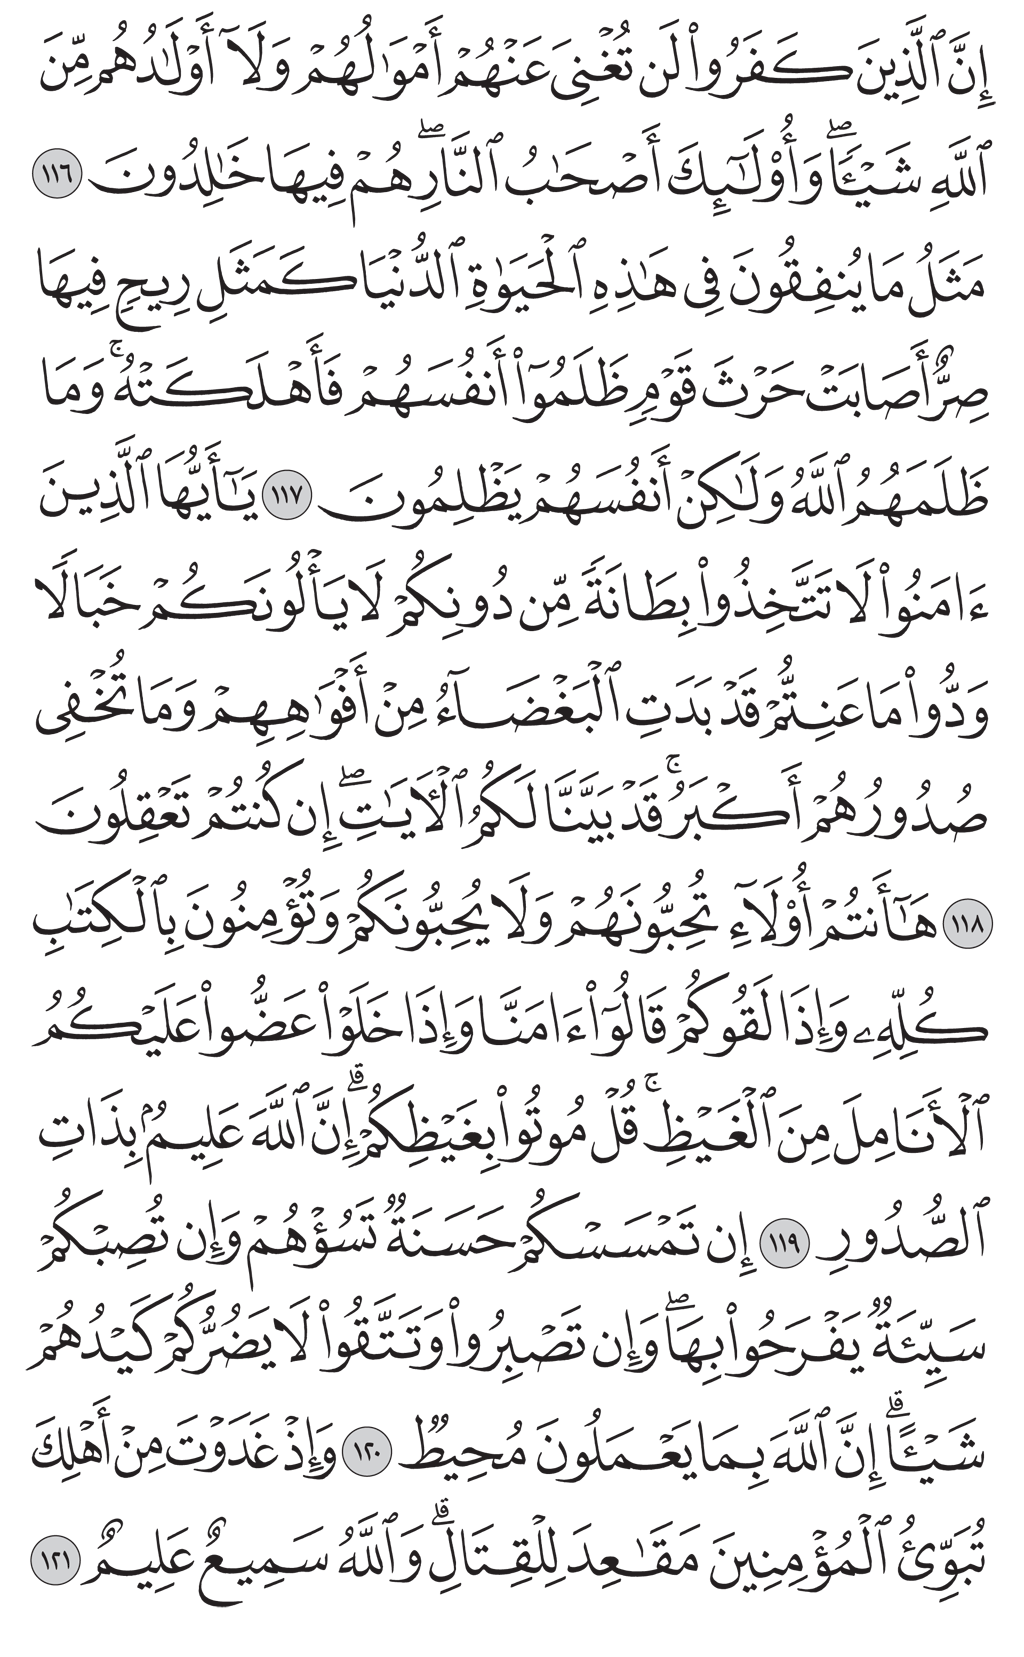 إِنَّ ٱلَّذِينَ كَفَرُوا۟ لَن تُغْنِىَ عَنْهُمْ أَمْوَٰلُهُمْ وَلَآ أَوْلَٰدُهُم مِّنَ
ٱللَّهِ شَيْـًٔا ۖ وَأُو۟لَٰٓئِكَ أَصْحَٰبُ ٱلنَّارِ ۖ هُمْ فِيهَا خَٰلِدُونَ ١١٦
مَثَلُ مَا يُنفِقُونَ فِى هَٰذِهِ ٱلْحَيَوٰةِ ٱلدُّنْيَا كَمَثَلِ رِيحٍ فِيهَا
صِرٌّ أَصَابَتْ حَرْثَ قَوْمٍ ظَلَمُوٓا۟ أَنفُسَهُمْ فَأَهْلَكَتْهُ ۚ وَمَا
ظَلَمَهُمُ ٱللَّهُ وَلَٰكِنْ أَنفُسَهُمْ يَظْلِمُونَ ١١٧ يَٰٓأَيُّهَا ٱلَّذِينَ
ءَامَنُوا۟ لَا تَتَّخِذُوا۟ بِطَانَةً مِّن دُونِكُمْ لَا يَأْلُونَكُمْ خَبَالًا
وَدُّوا۟ مَا عَنِتُّمْ قَدْ بَدَتِ ٱلْبَغْضَآءُ مِنْ أَفْوَٰهِهِمْ وَمَا تُخْفِى
صُدُورُهُمْ أَكْبَرُ ۚ قَدْ بَيَّنَّا لَكُمُ ٱلْـَٔايَٰتِ ۖ إِن كُنتُمْ تَعْقِلُونَ
١١٨ هَٰٓأَنتُمْ أُو۟لَآءِ تُحِبُّونَهُمْ وَلَا يُحِبُّونَكُمْ وَتُؤْمِنُونَ بِٱلْكِتَٰبِ
كُلِّهِۦ وَإِذَا لَقُوكُمْ قَالُوٓا۟ ءَامَنَّا وَإِذَا خَلَوْا۟ عَضُّوا۟ عَلَيْكُمُ
ٱلْأَنَامِلَ مِنَ ٱلْغَيْظِ ۚ قُلْ مُوتُوا۟ بِغَيْظِكُمْ ۗ إِنَّ ٱللَّهَ عَلِيمٌۢ بِذَاتِ
ٱلصُّدُورِ ١١٩ إِن تَمْسَسْكُمْ حَسَنَةٌ تَسُؤْهُمْ وَإِن تُصِبْكُمْ
سَيِّئَةٌ يَفْرَحُوا۟ بِهَا ۖ وَإِن تَصْبِرُوا۟ وَتَتَّقُوا۟ لَا يَضُرُّكُمْ كَيْدُهُمْ
شَيْـًٔا ۗ إِنَّ ٱللَّهَ بِمَا يَعْمَلُونَ مُحِيطٌ ١٢٠ وَإِذْ غَدَوْتَ مِنْ أَهْلِكَ
تُبَوِّئُ ٱلْمُؤْمِنِينَ مَقَٰعِدَ لِلْقِتَالِ ۗ وَٱللَّهُ سَمِيعٌ عَلِيمٌ ١٢١